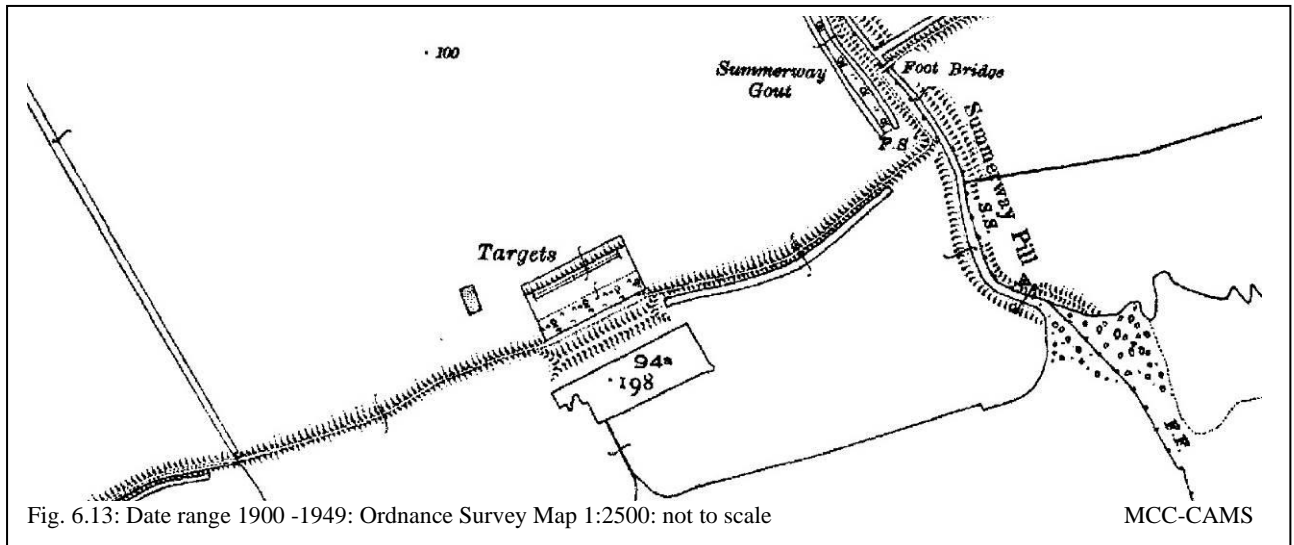 100
Summerway
Gout
Foot Bridge
F.S
Summerway Pill
S.S.
Targets
94a
198
F.F.
Fig. 6.13: Date range 1900 -1949: Ordnance Survey Map 1:2500: not to scale
MCC-CAMS